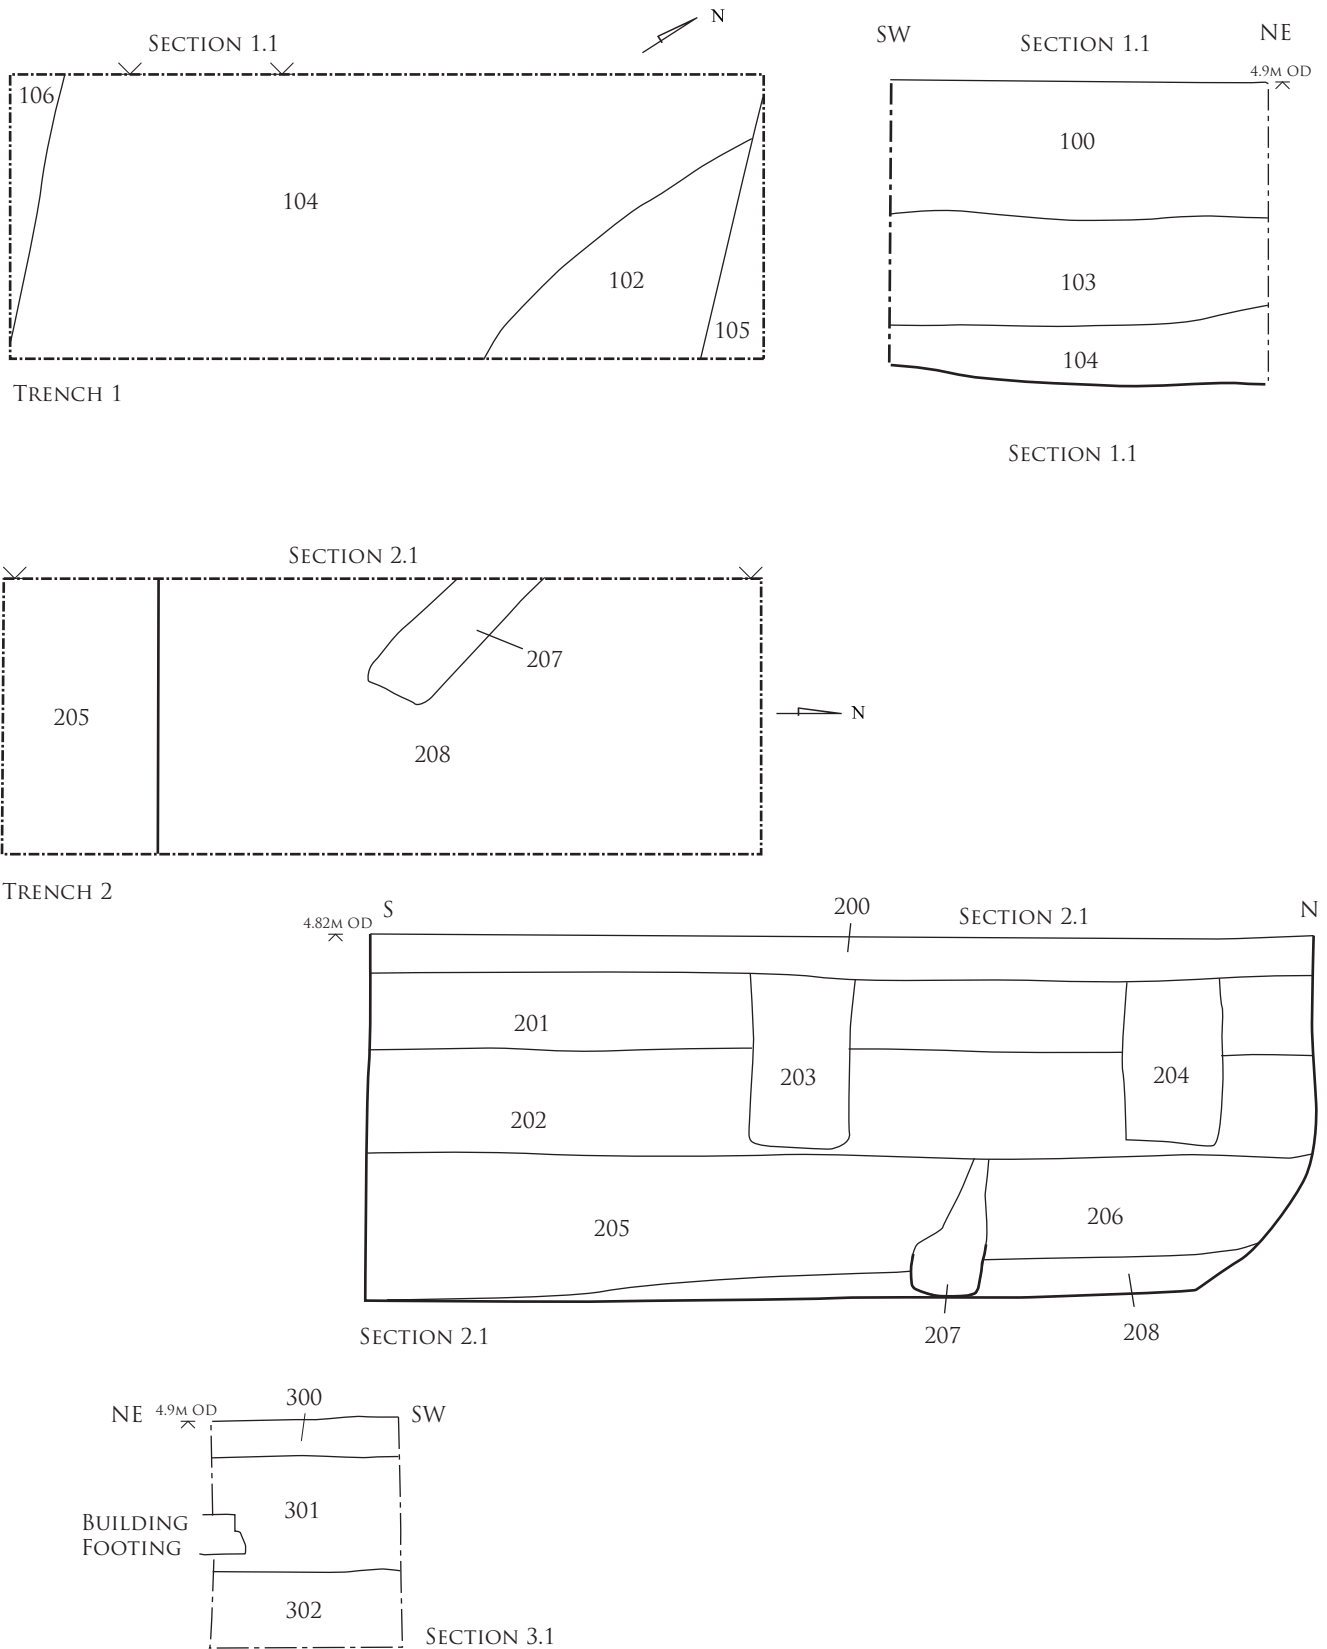 N
Section 1.1
106
104
102
105
Trench 1
SW
Section 1.1
NE
4.9m OD
100
103
104
Section 1.1
Section 2.1
205
207
208
N
Trench 2
S
200
Section 2.1
N
4.82m OD
201
203
204
202
205
206
207
208
Section 2.1
300
NE
4.9m OD
SW
301
Building
Footing
302
Section 3.1